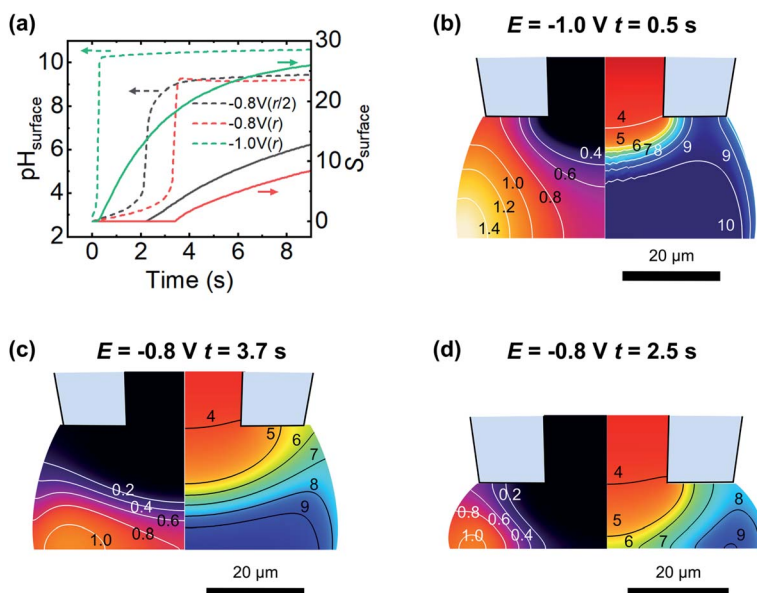 (a)
30
10
20
8
-0.8V(r/2)
pHsurface
-0.8V(r)
Ssurface
6
-1.0V(r)
10
4
0
2
0 2 4 6 8
Time (s)
(b) E = -1.0 V t = 0.5 s
4
5 6 7 8 9 9
0.4
0.6
1.0 0.8
1.2
1.4 10
20 µm
(c) E = -0.8 V t = 3.7 s
4
5 6
7
0.2
0.4 8
0.6 9
1.0 0.8
20 µm
(d) E = -0.8 V t = 2.5 s
4
0.2
0.8 8
0.6 5
1.0 0.4 6 7 9
20 µm